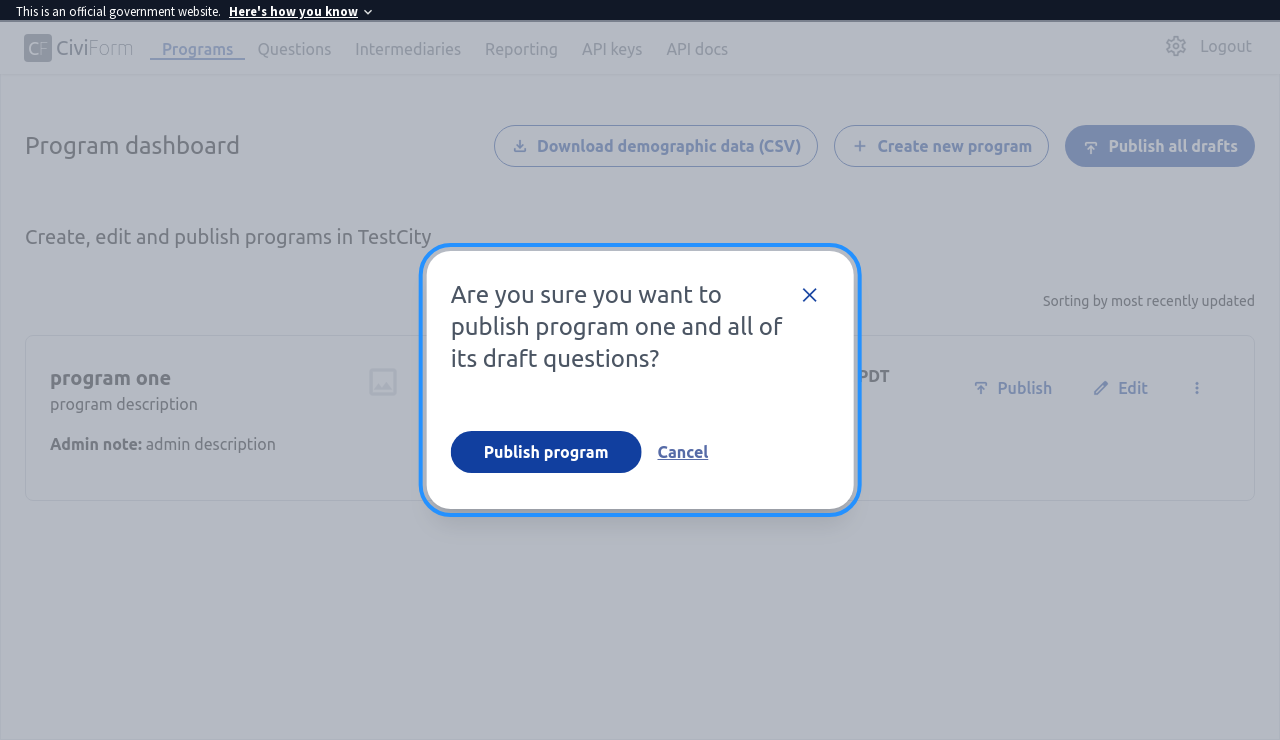 This is an official government website. Here's how you know
CF CiviForm Programs Questions Intermediaries Reporting API keys API docs Logout
Program dashboard Download demographic data (CSV) Create new program Publish all drafts
Create, edit and publish programs in TestCity
Sorting by most recently updated
Are you sure you want to
publish program one and all of
its draft questions?
Publish program Cancel
program one PDT Publish Edit
program description
Admin note: admin description